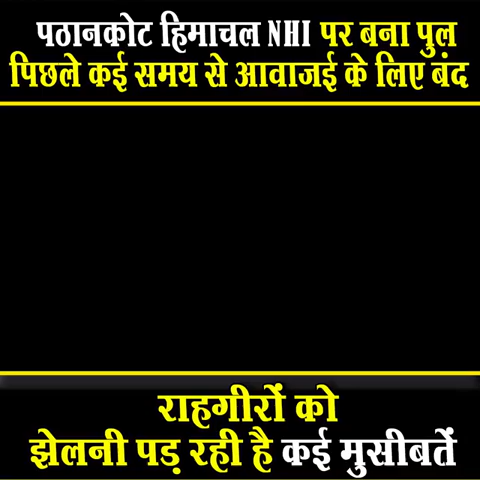 पठानकोट हिमाचल NHI पर बना पुल
पिछले कई समय से आवाजई के लिए बंद
राहगीरों को
झेलनी पड़ रही है कई मुसीबतें